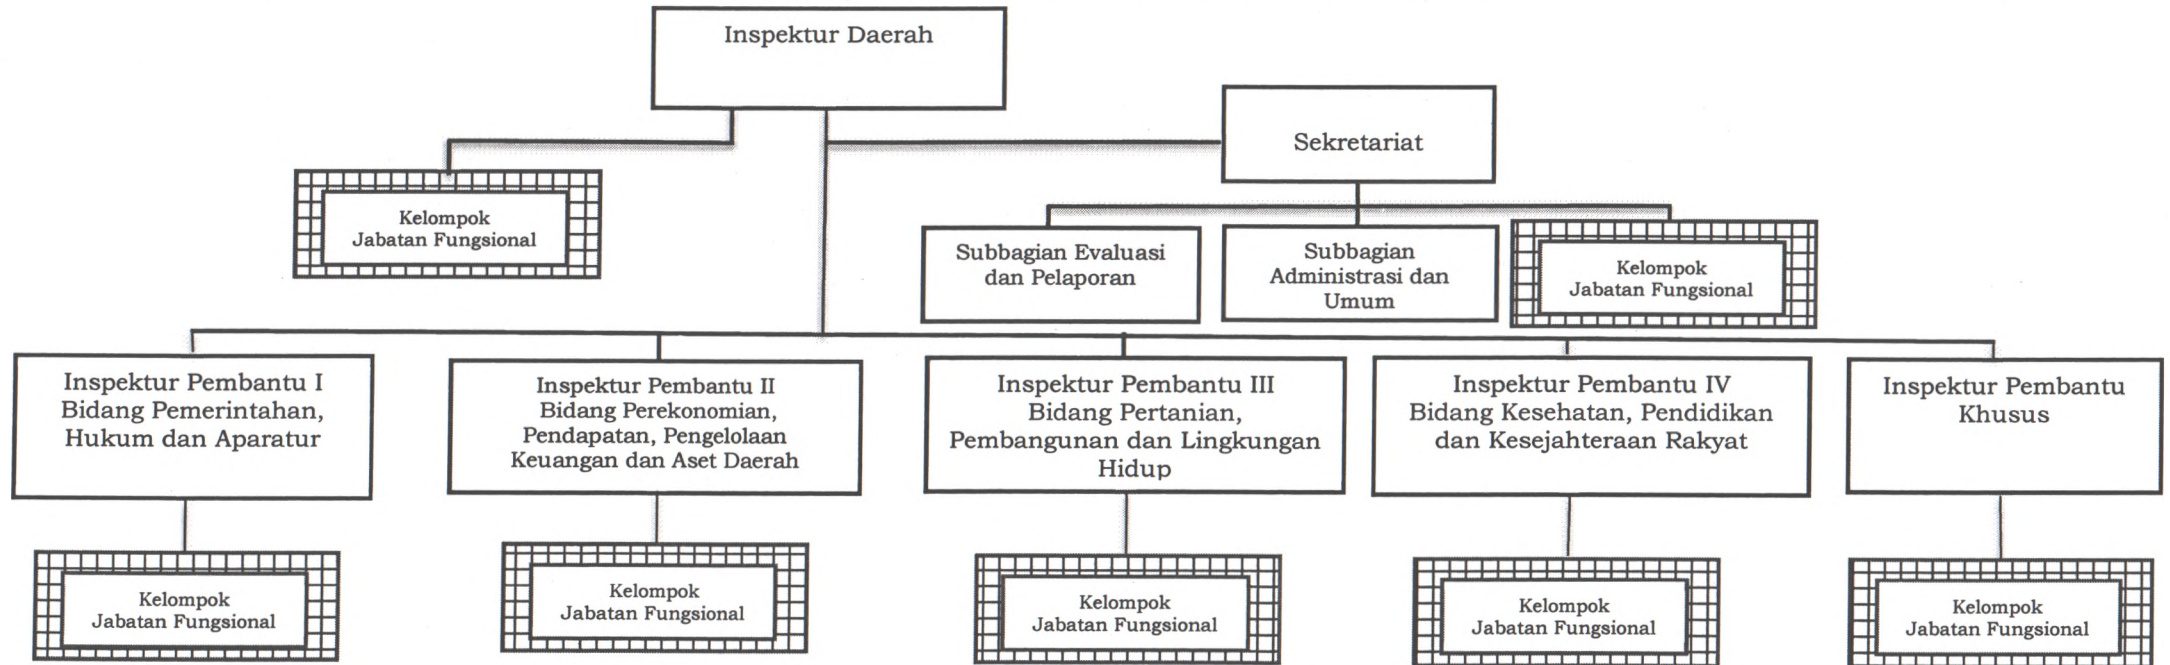 Inspektur Daerah
Sekretariat
Kelompok
Jabatan Fungsional
Subbagian Evaluasi
dan Pelaporan
Subbagian
Administrasi dan
Umum
Kelompok
Jabatan Fungsional
Inspektur Pembantu I
Bidang Pemerintahan,
Hukum dan Aparatur
Inspektur Pembantu II
Bidang Perekonomian,
Pendapatan, Pengelolaan
Keuangan dan Aset Daerah
Inspektur Pembantu III
Bidang Pertanian,
Pembangunan dan Lingkungan
Hidup
Inspektur Pembantu IV
Bidang Kesehatan, Pendidikan
dan Kesejahteraan Rakyat
Inspektur Pembantu
Khusus
Kelompok
Jabatan Fungsional
Kelompok
Jabatan Fungsional
Kelompok
Jabatan Fungsional
Kelompok
Jabatan Fungsional
Kelompok
Jabatan Fungsional